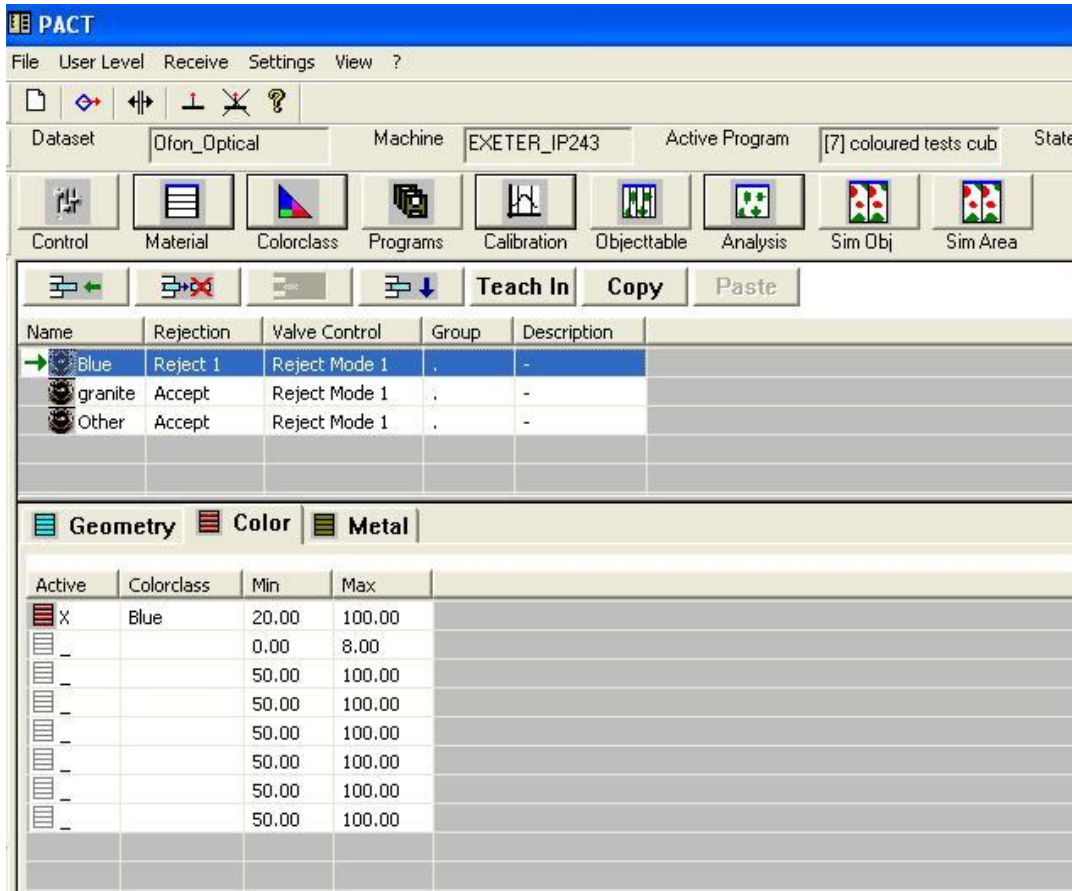 PACT
File User Level Receive Settings View ?
Dataset Ofon_Optical Machine EXETER_IP243 Active Program [7] coloured tests cub State
Control Material Colorclass Programs Calibration Objecttable Analysis Sim Obj Sim Area
Teach In Copy Paste
Name Rejection Valve Control Group Description
Blue Reject 1 Reject Mode 1 . -
granite Accept Reject Mode 1 . -
Other Accept Reject Mode 1 . -
Geometry Color Metal
Active Colorclass Min Max
X Blue 20.00 100.00
_ 0.00 8.00
_ 50.00 100.00
_ 50.00 100.00
_ 50.00 100.00
_ 50.00 100.00
_ 50.00 100.00
_ 50.00 100.00